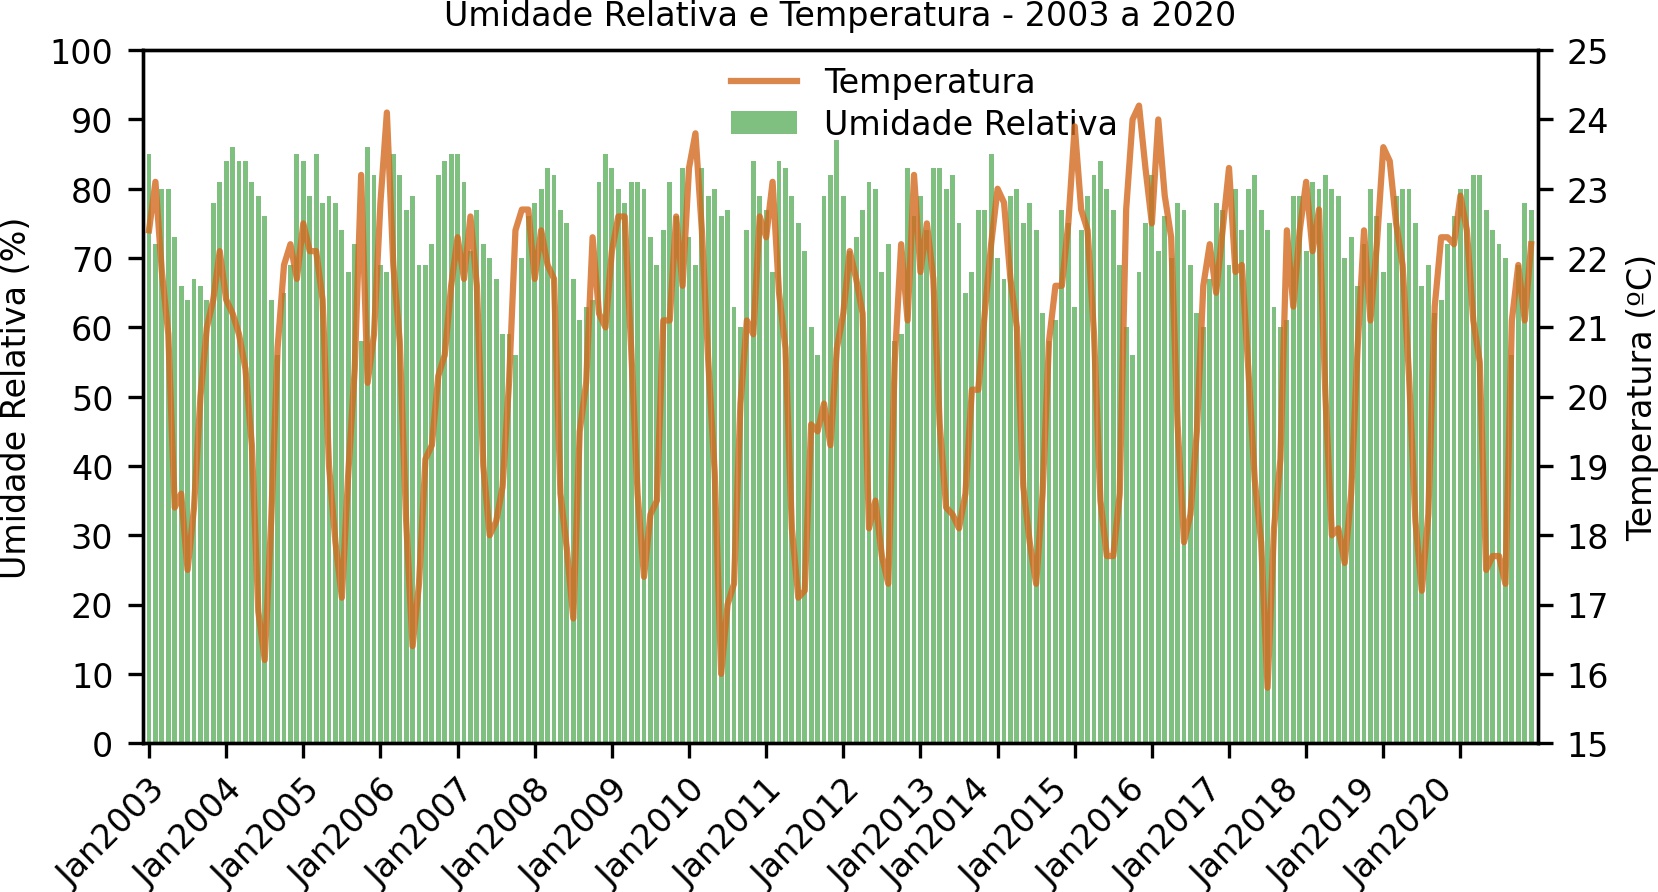 Umidade Relativa e Temperatura - 2003 a 2020
Temperatura
Umidade Relativa
Umidade Relativa (%)
100
90
80
70
60
50
40
30
20
10
0
25
24
23
22
21
20
19
18
17
16
15
Temperatura (ºC)
Jan2003
Jan2004
Jan2005
Jan2006
Jan2007
Jan2008
Jan2009
Jan2010
Jan2011
Jan2012
Jan2013
Jan2014
Jan2015
Jan2016
Jan2017
Jan2018
Jan2019
Jan2020